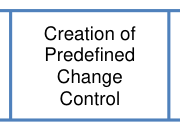 Creation of
Predefined
Change
Control